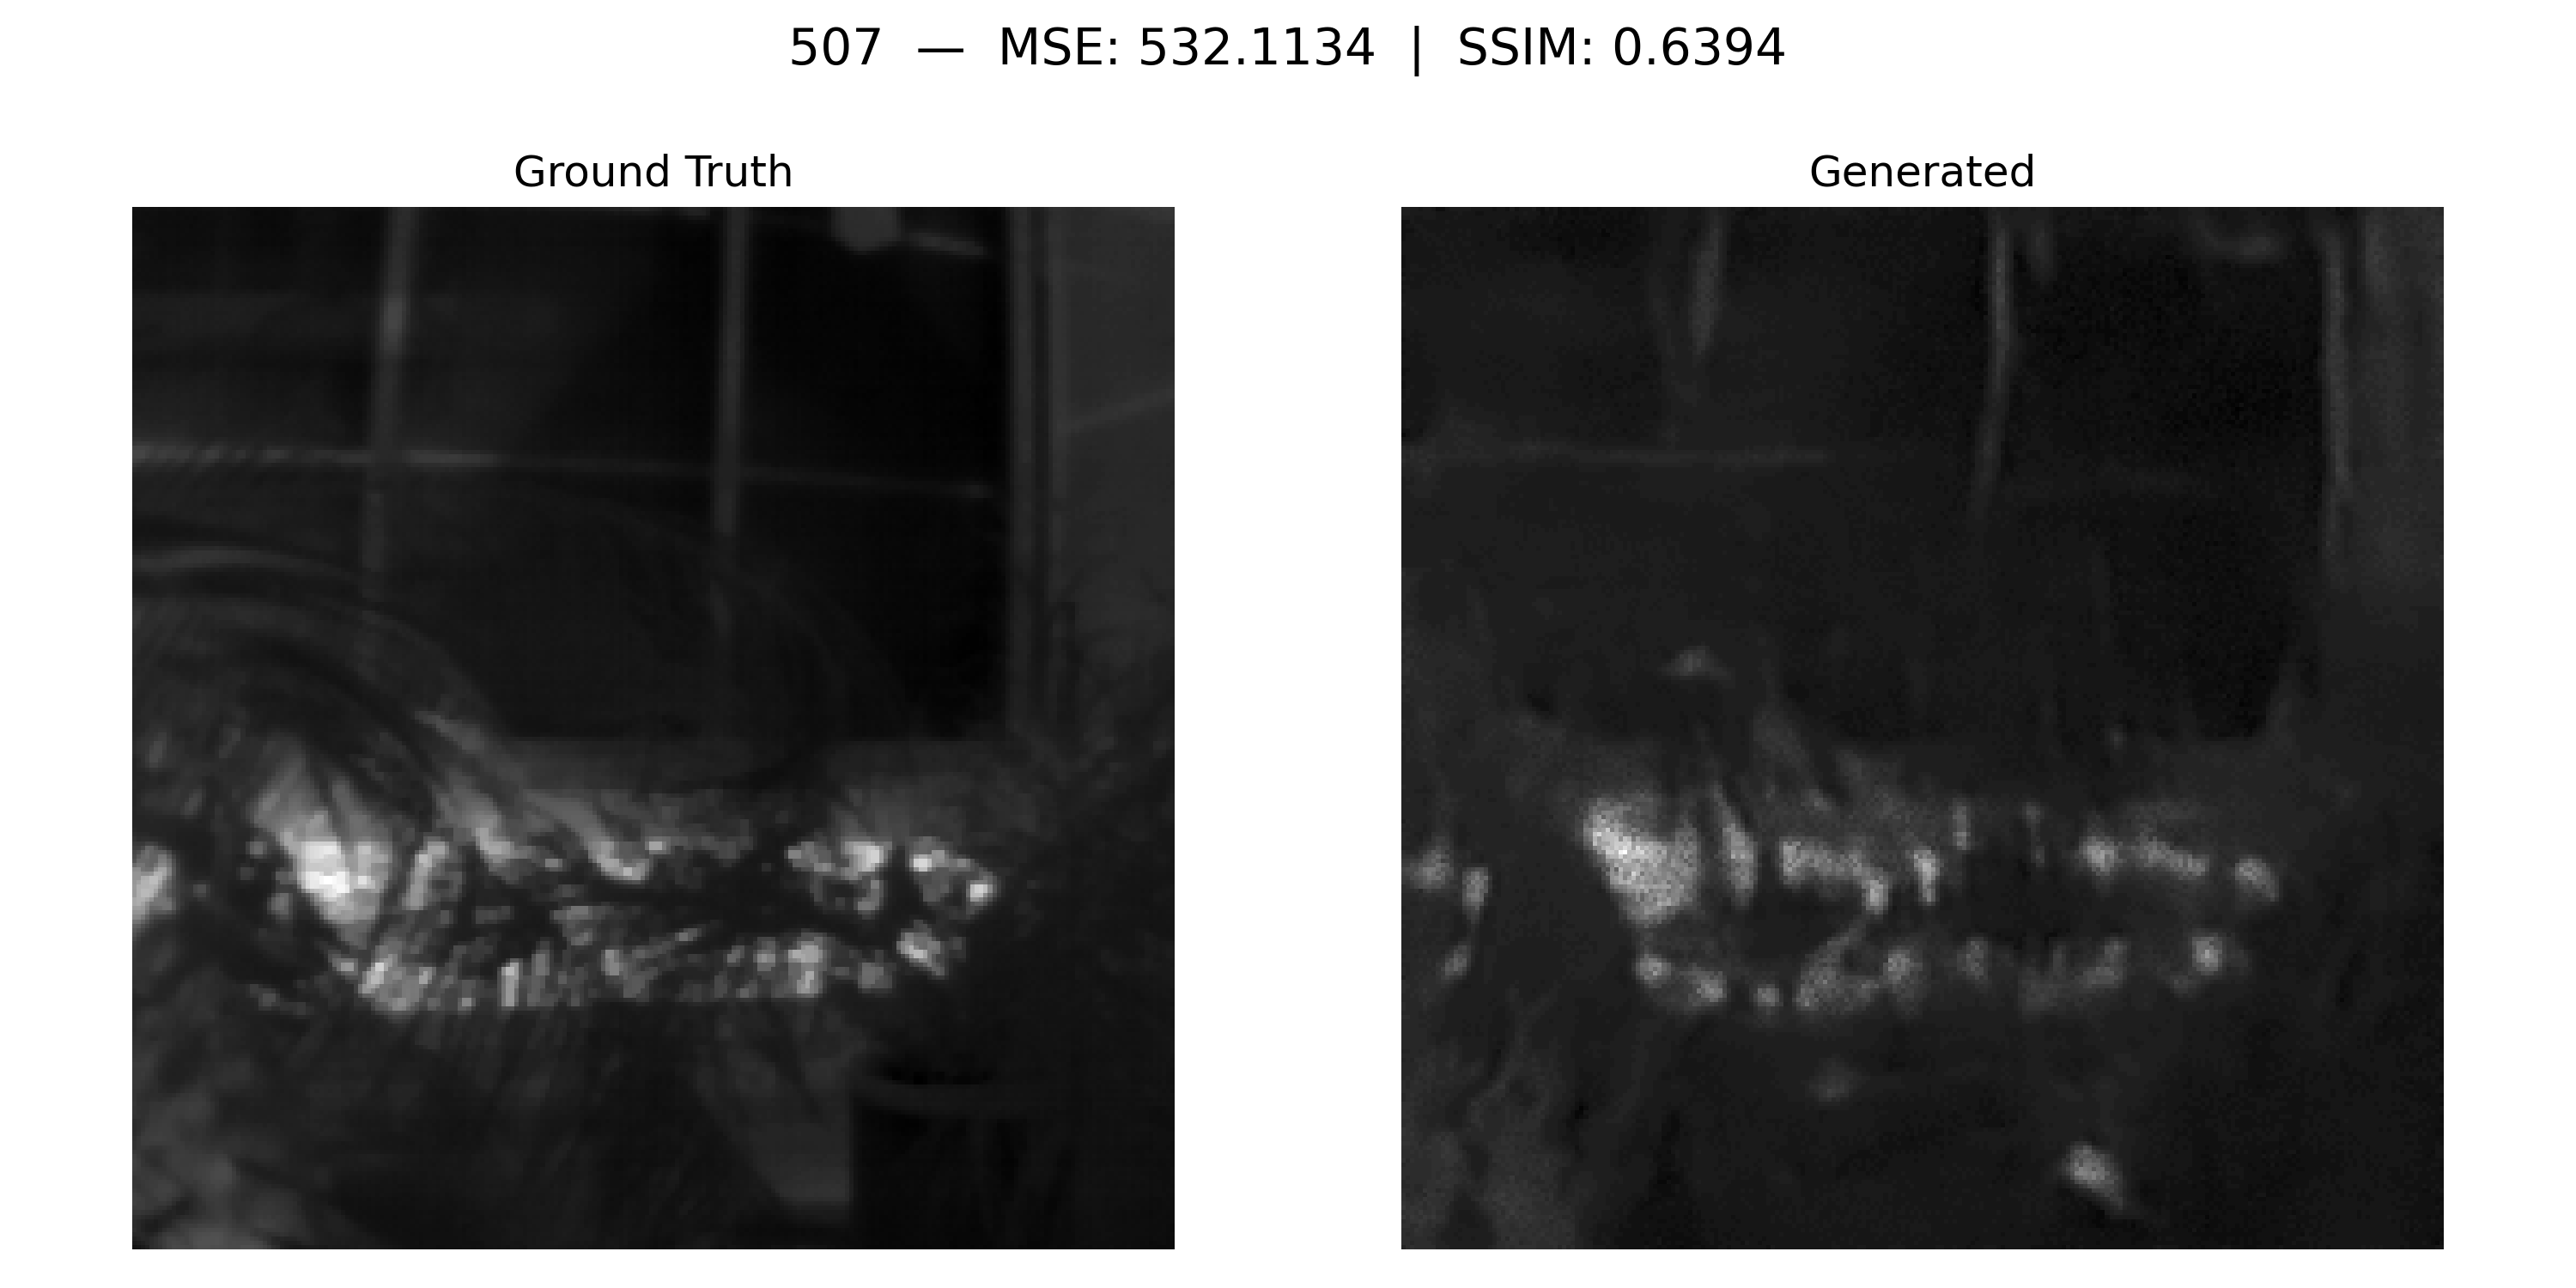 507 — MSE: 532.1134 | SSIM: 0.6394
Ground Truth
Generated